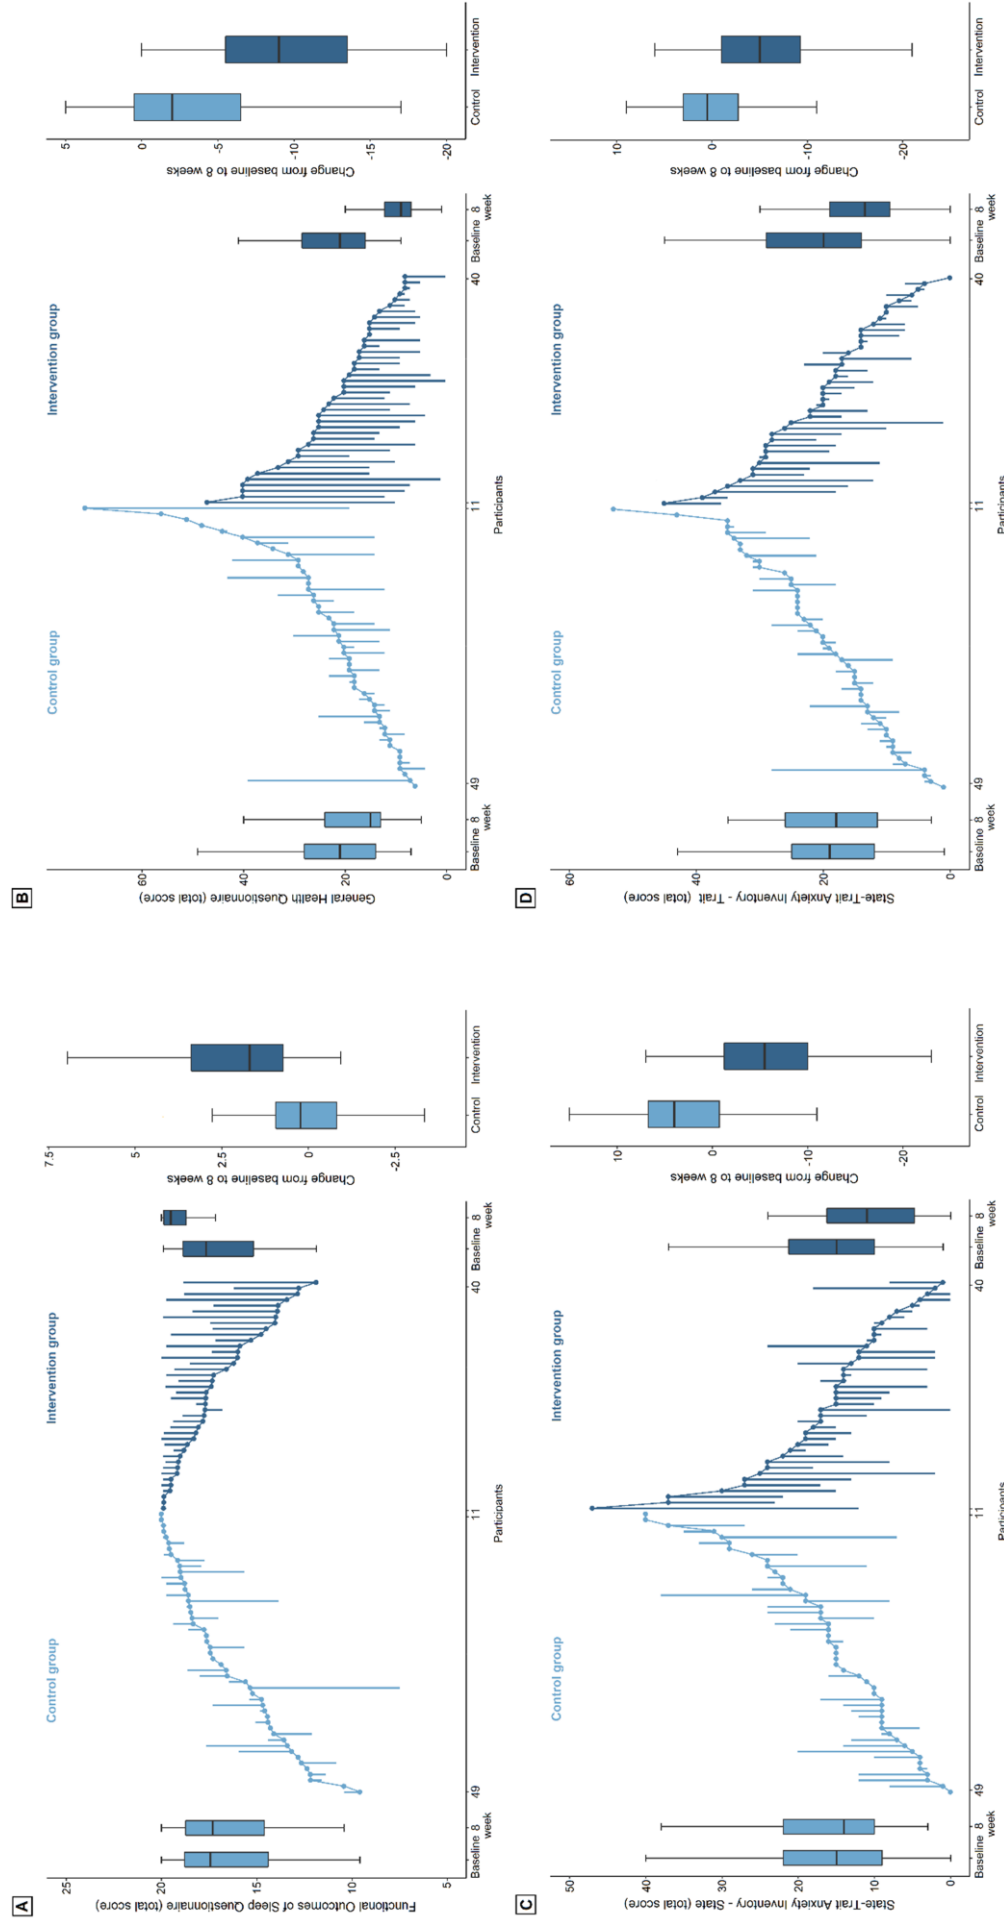 A
Functional Outcomes of Sleep Questionnaire (total score)
25
20
15
10
5
Control group
Intervention group
Baseline 8
week
49
11
40
Baseline 8
week
Participants
Change from baseline to 8 weeks
7.5
5
2.5
0
-2.5
Control
Intervention
B
General Health Questionnaire (total score)
60
40
20
0
Control group
Intervention group
Baseline 8
week
49
11
40
Baseline 8
week
Participants
Change from baseline to 8 weeks
5
0
-5
-10
-15
-20
Control
Intervention
C
State-Trait Anxiety Inventory - State (total score)
50
40
30
20
10
0
Control group
Intervention group
Baseline 8
week
49
11
40
Baseline 8
week
Participants
Change from baseline to 8 weeks
10
0
-10
-20
Control
Intervention
D
State-Trait Anxiety Inventory - Trait (total score)
60
40
20
0
Control group
Intervention group
Baseline 8
week
49
11
40
Baseline 8
week
Participants
Change from baseline to 8 weeks
10
0
-10
-20
Control
Intervention